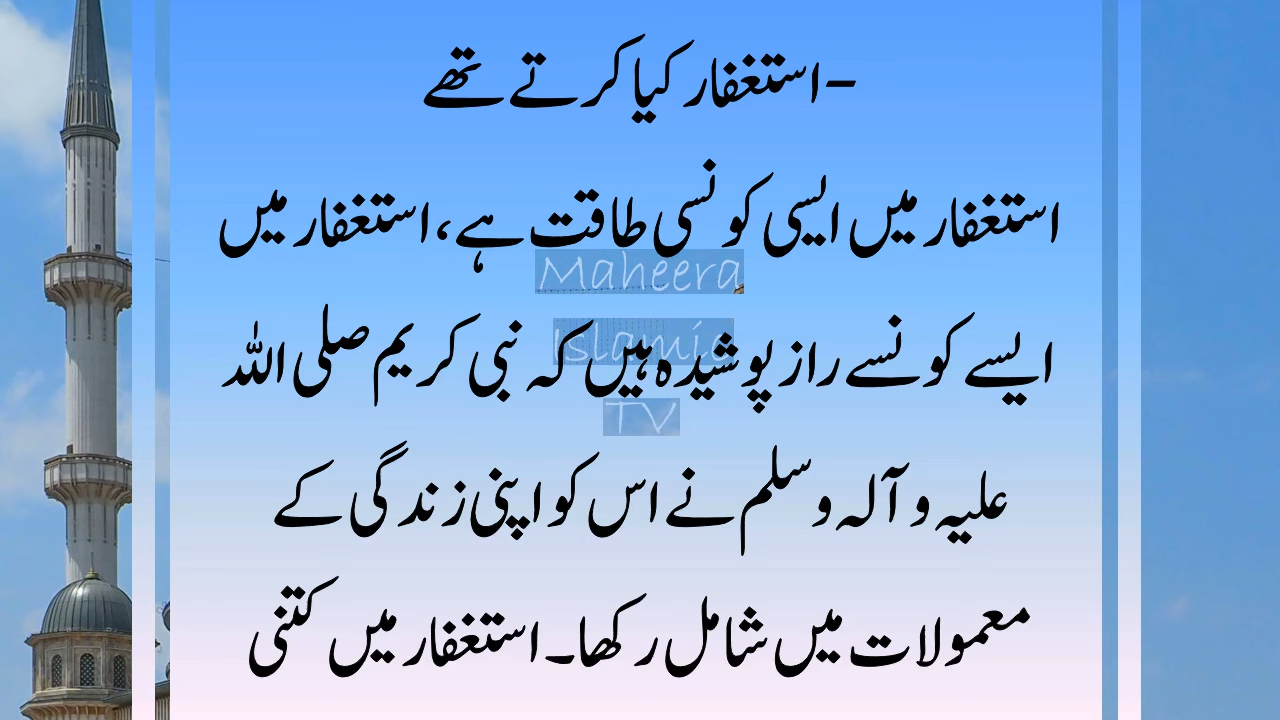 استغفار کیا کرتے تھے-
استغفار میں ایسی کونسی طاقت ہے، استغفار میں
Maheera
ایسے کونسے راز پوشیدہ ہیں کہ نبی کریم صلی اللہ
Islamic
TV
علیہ و آلہ وسلم نے اس کو اپنی زندگی کے
معمولات میں شامل رکھا۔ استغفار میں کتنی